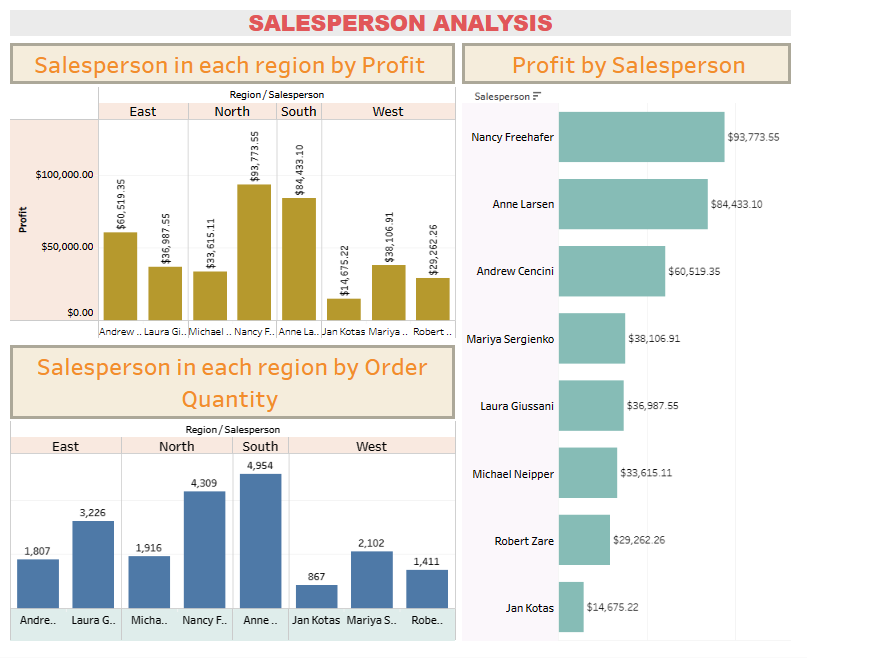 SALESPERSON ANALYSIS
Salesperson in each region by Profit
Region / Salesperson
East North South West
Profit
$100,000.00
$50,000.00
$0.00
$60,519.35
$36,987.55
$33,615.11
$93,773.55
$84,433.10
$14,675.22
$38,106.91
$29,262.26
Andrew .. Laura Gi.. Michael .. Nancy F.. Anne La.. Jan Kotas Mariya .. Robert ..
Salesperson in each region by Order
Quantity
Region / Salesperson
East North South West
1,807 3,226 1,916 4,309 4,954 867 2,102 1,411
Andre.. Laura G.. Micha.. Nancy F.. Anne .. Jan Kotas Mariya S.. Robe..
Profit by Salesperson
Salesperson
Nancy Freehafer $93,773.55
Anne Larsen $84,433.10
Andrew Cencini $60,519.35
Mariya Sergienko $38,106.91
Laura Giussani $36,987.55
Michael Neipper $33,615.11
Robert Zare $29,262.26
Jan Kotas $14,675.22